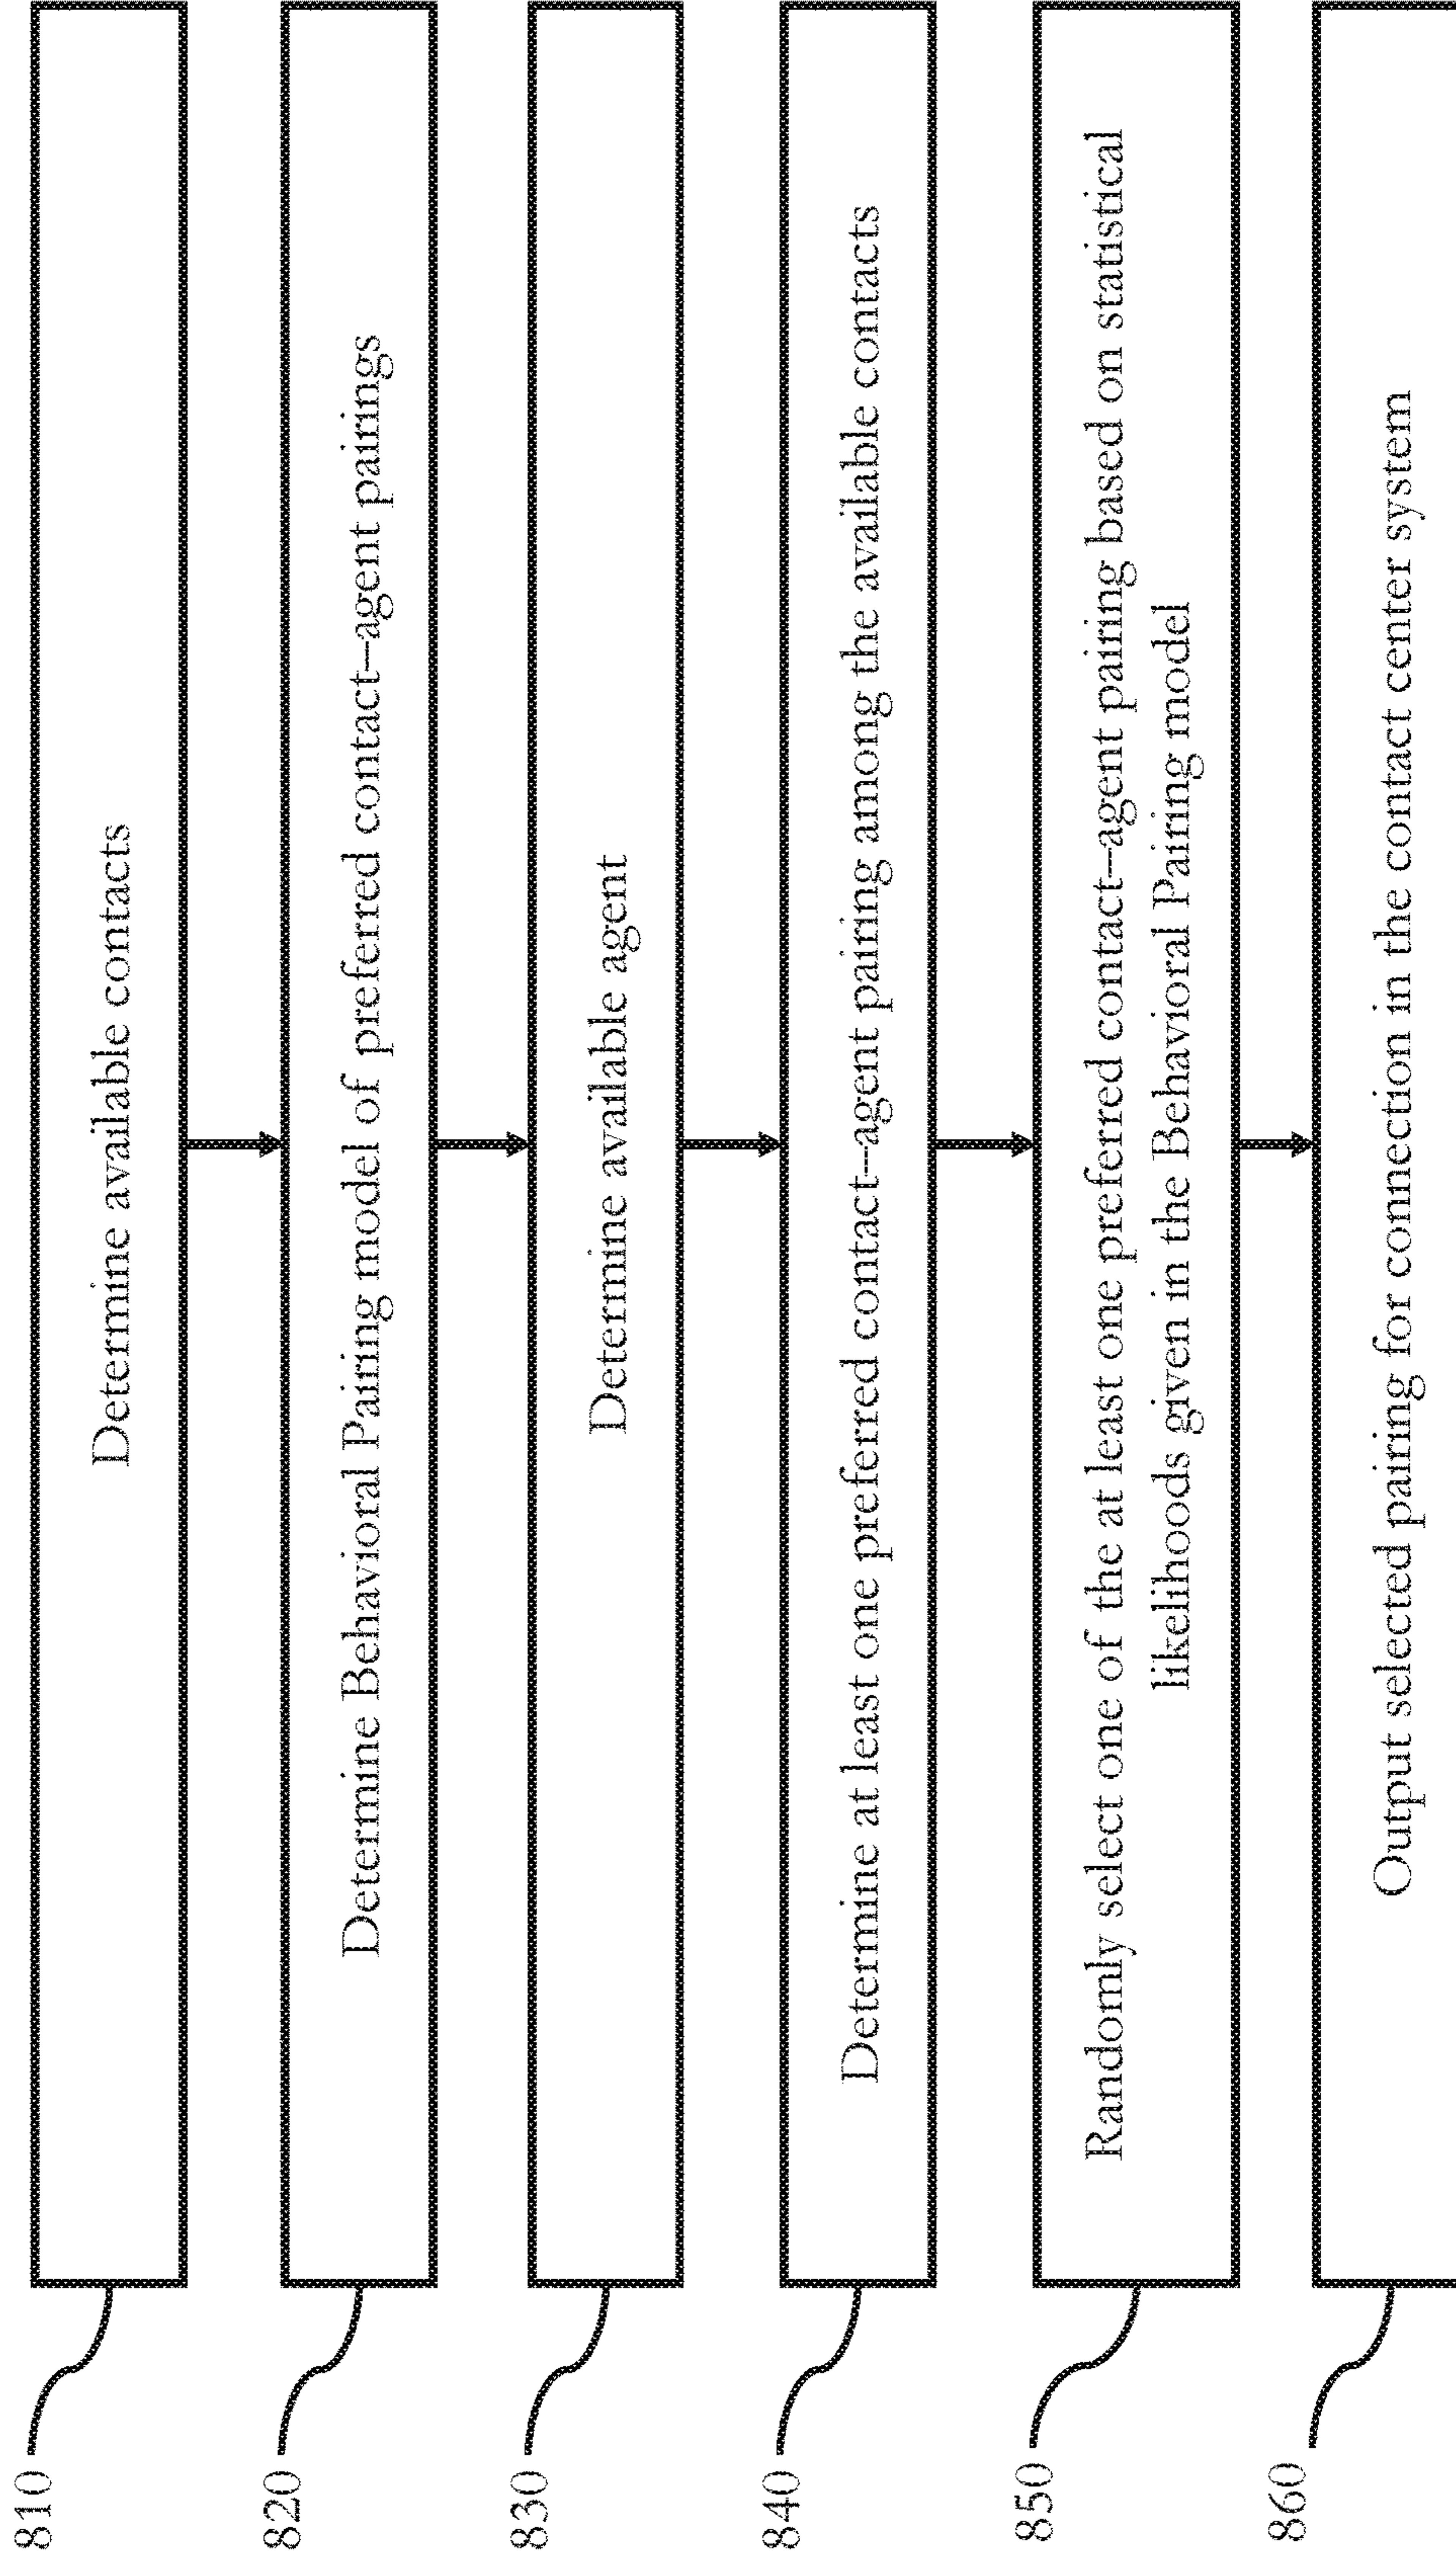 810
Determine available contacts
820
Determine Behavioral Pairing model of preferred contact–agent pairings
830
Determine available agent
840
Determine at least one preferred contact–agent pairing among the available contacts
850
Randomly select one of the at least one preferred contact–agent pairing based on statistical
likelihoods given in the Behavioral Pairing model
860
Output selected pairing for connection in the contact center system